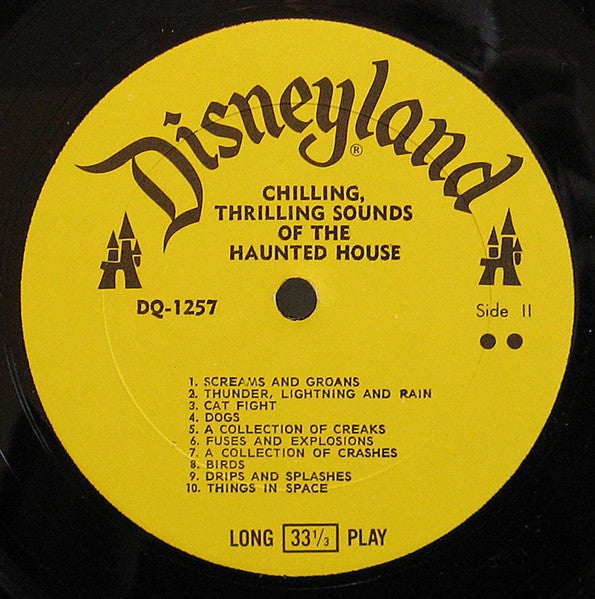 Disneyland®
CHILLING,
THRILLING SOUNDS
OF THE
HAUNTED HOUSE
DQ-1257
Side II
1. SCREAMS AND GROANS
2. THUNDER, LIGHTNING AND RAIN
3. CAT FIGHT
4. DOGS
5. A COLLECTION OF CREAKS
6. FUSES AND EXPLOSIONS
7. A COLLECTION OF CRASHES
8. BIRDS
9. DRIPS AND SPLASHES
10. THINGS IN SPACE
LONG 33 1/3 PLAY